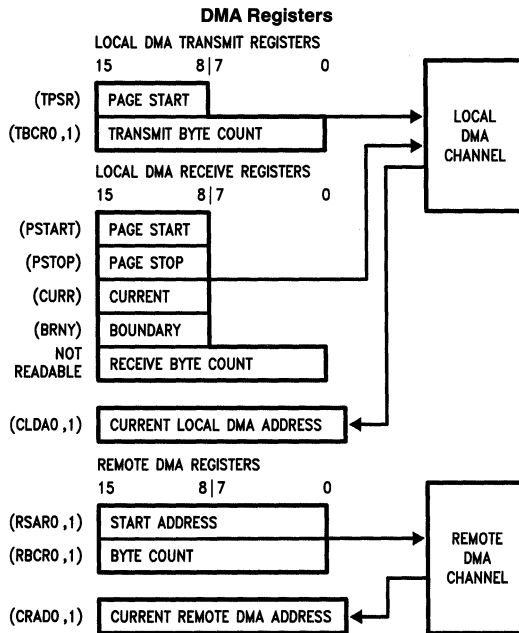 DMA Registers
LOCAL DMA TRANSMIT REGISTERS
15 8|7 0
(TPSR) PAGE START
(TBCR0,1) TRANSMIT BYTE COUNT
LOCAL DMA CHANNEL
LOCAL DMA RECEIVE REGISTERS
15 8|7 0
(PSTART) PAGE START
(PSTOP) PAGE STOP
(CURR) CURRENT
(BRNY) BOUNDARY
NOT READABLE RECEIVE BYTE COUNT
(CLDA0,1) CURRENT LOCAL DMA ADDRESS
REMOTE DMA REGISTERS
15 8|7 0
(RSAR0,1) START ADDRESS
(RBCR0,1) BYTE COUNT
REMOTE DMA CHANNEL
(CRAD0,1) CURRENT REMOTE DMA ADDRESS